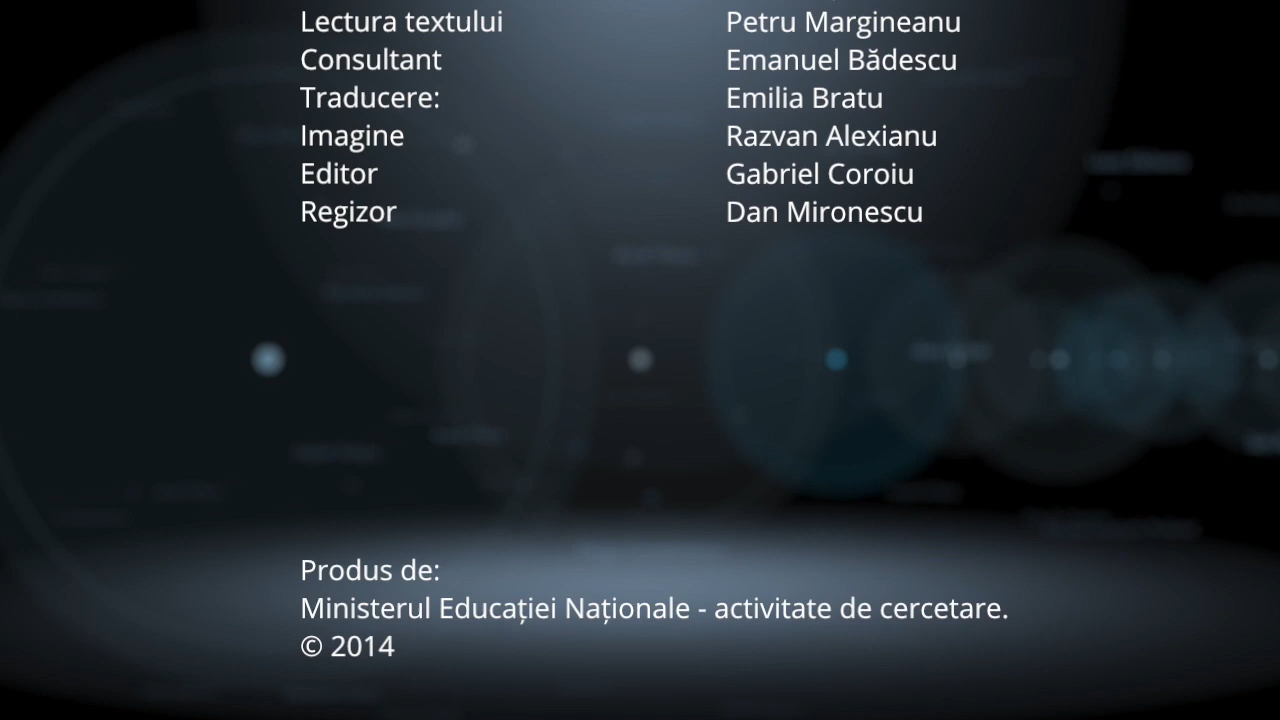 Lectura textului Petru Margineanu
Consultant Emanuel Bădescu
Traducere: Emilia Bratu
Imagine Razvan Alexianu
Editor Gabriel Coroiu
Regizor Dan Mironescu
Produs de:
Ministerul Educației Naționale - activitate de cercetare.
© 2014